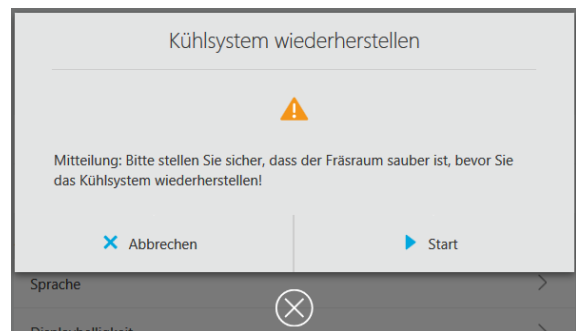 Kühlsystem wiederherstellen
Mitteilung: Bitte stellen Sie sicher, dass der Fräsraum sauber ist, bevor Sie
das Kühlsystem wiederherstellen!
Abbrechen
Start
Sprache
Displayhelligkeit